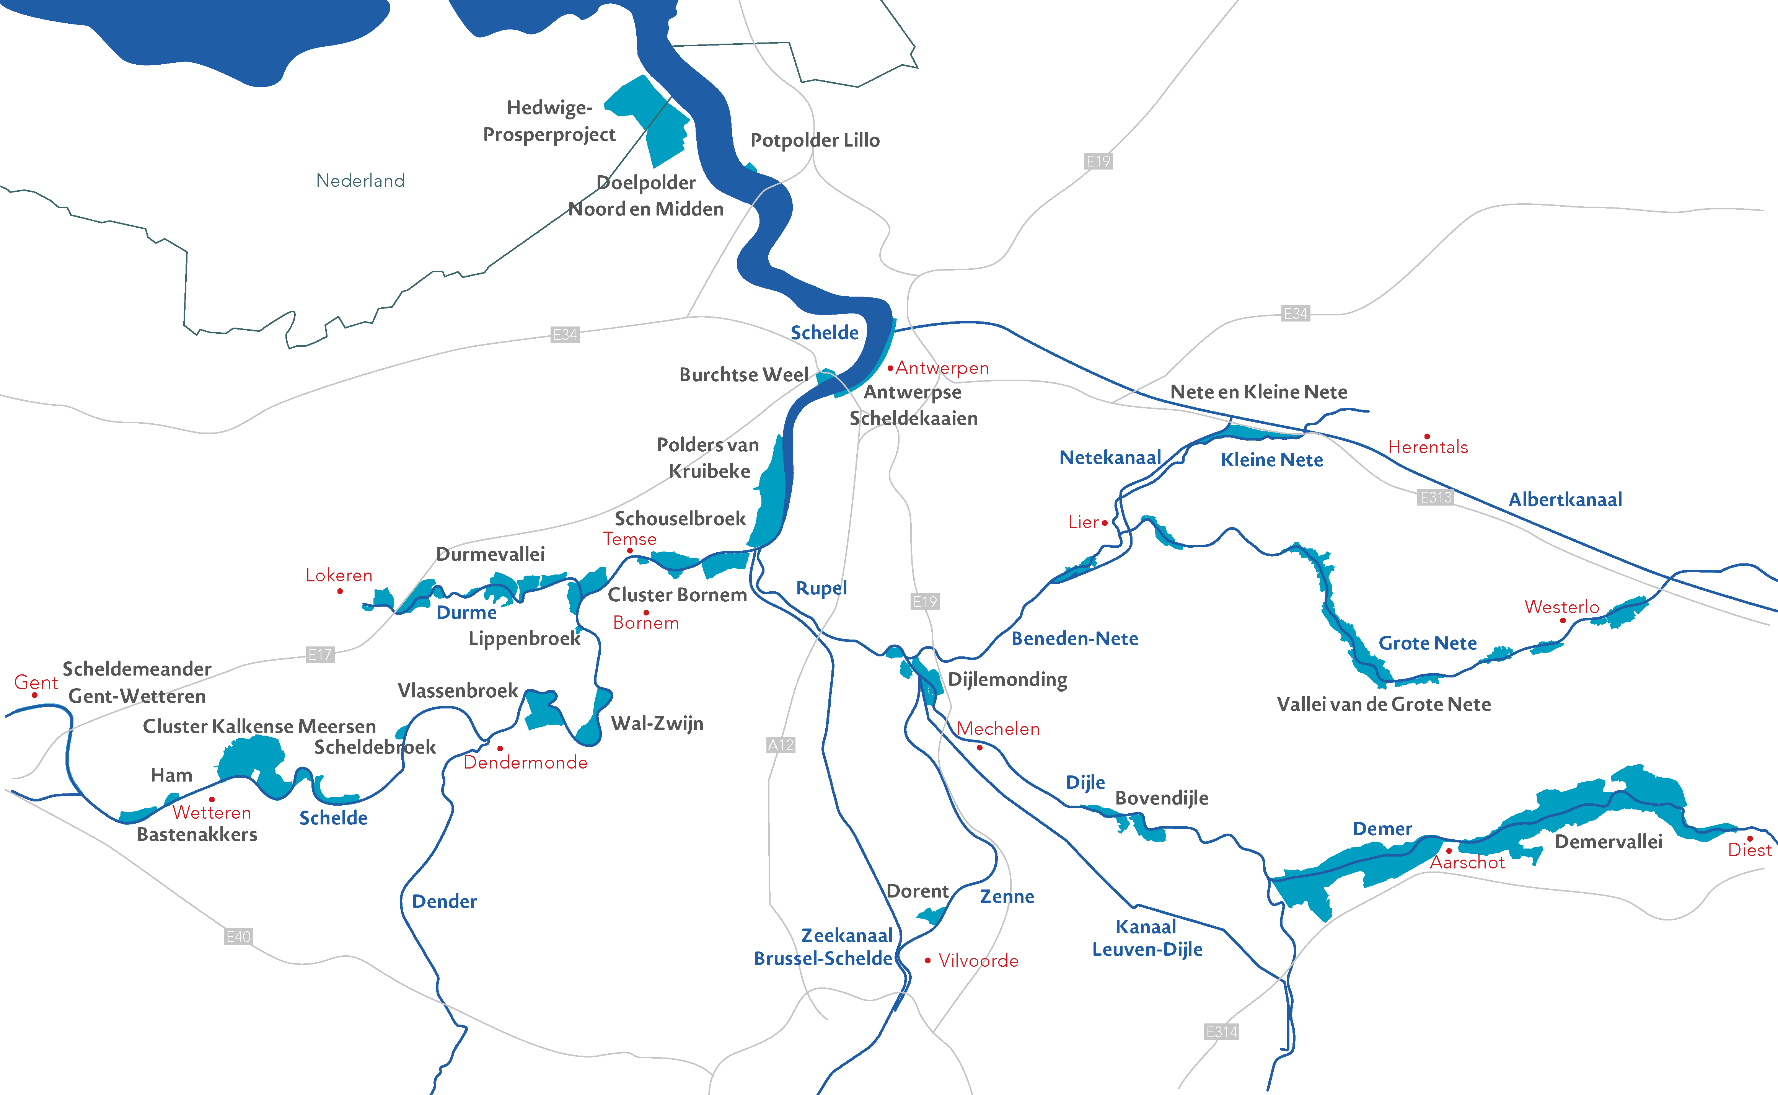 Hedwige-
Prosperproject
Potpolder Lillo
E19
Nederland
Doelpolder
Noord en Midden
E34
E34
Schelde
Burchtse Weel
Antwerpen
Antwerpse
Scheldekaaien
Nete en Kleine Nete
Polders van
Kruibeke
Netekanaal
Kleine Nete
Herentals
E313
Albertkanaal
Schouselbroek
Temse
Lier
Durmevallei
Lokeren
Durme
Cluster Bornem
Bornem
Rupel
E19
Lippenbroek
Beneden-Nete
Westerlo
Grote Nete
E17
Scheldemeander
Gent-Wetteren
Gent
Vlassenbroek
Dijlemonding
Vallei van de Grote Nete
Cluster Kalkense Meersen
Scheldebroek
Wal-Zwijn
Mechelen
A12
Dendermonde
Ham
Wetteren
Schelde
Bastenakkers
Dijle
Bovendijle
Demer
Aarschot
Demervallei
Diest
Dender
Dorent
Zenne
E40
Zeekanaal
Brussel-Schelde
Vilvoorde
Kanaal
Leuven-Dijle
E314